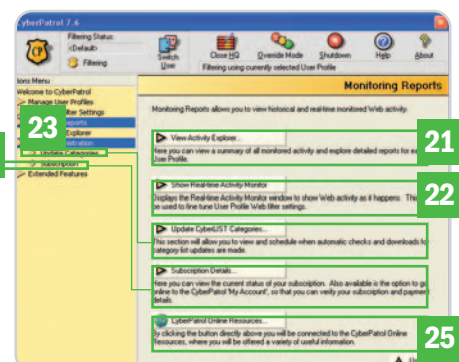 CyberPatrol 7.6
Filtering Status:
<Default>
Filtering
Switch User
Close HQ
Override Mode
Shutdown
Help
About
Filtering using currently selected User Profile
ions Menu
Monitoring Reports
Welcome to CyberPatrol
Manage User Profiles
ter Settings
eports
Explorer
istration
Update Categories
Subscription
Extended Features
23
Monitoring Reports allows you to view historical and real-time monitored Web activity.
View Activity Explorer...
Here you can view a summary of all monitored activity and explore detailed reports for ea
User Profile.
21
Show Real-time Activity Monitor
Displays the Real-time Activity Monitor window to show Web activity as it happens. This
be used to fine tune User Profile Web filter settings.
22
Update CyberLIST Categories...
This section will allow you to view and schedule when automatic checks and downloads fo
category list updates are made.
Subscription Details...
Here you can view the current status of your subscription. Also available is the option to g
online to the CyberPatrol 'My Account', so that you can verify your subscription and paymen
details.
CyberPatrol Online Resources...
By clicking the button directly above you will be connected to the CyberPatrol Online
Resources, where you will be offered a variety of useful information.
25